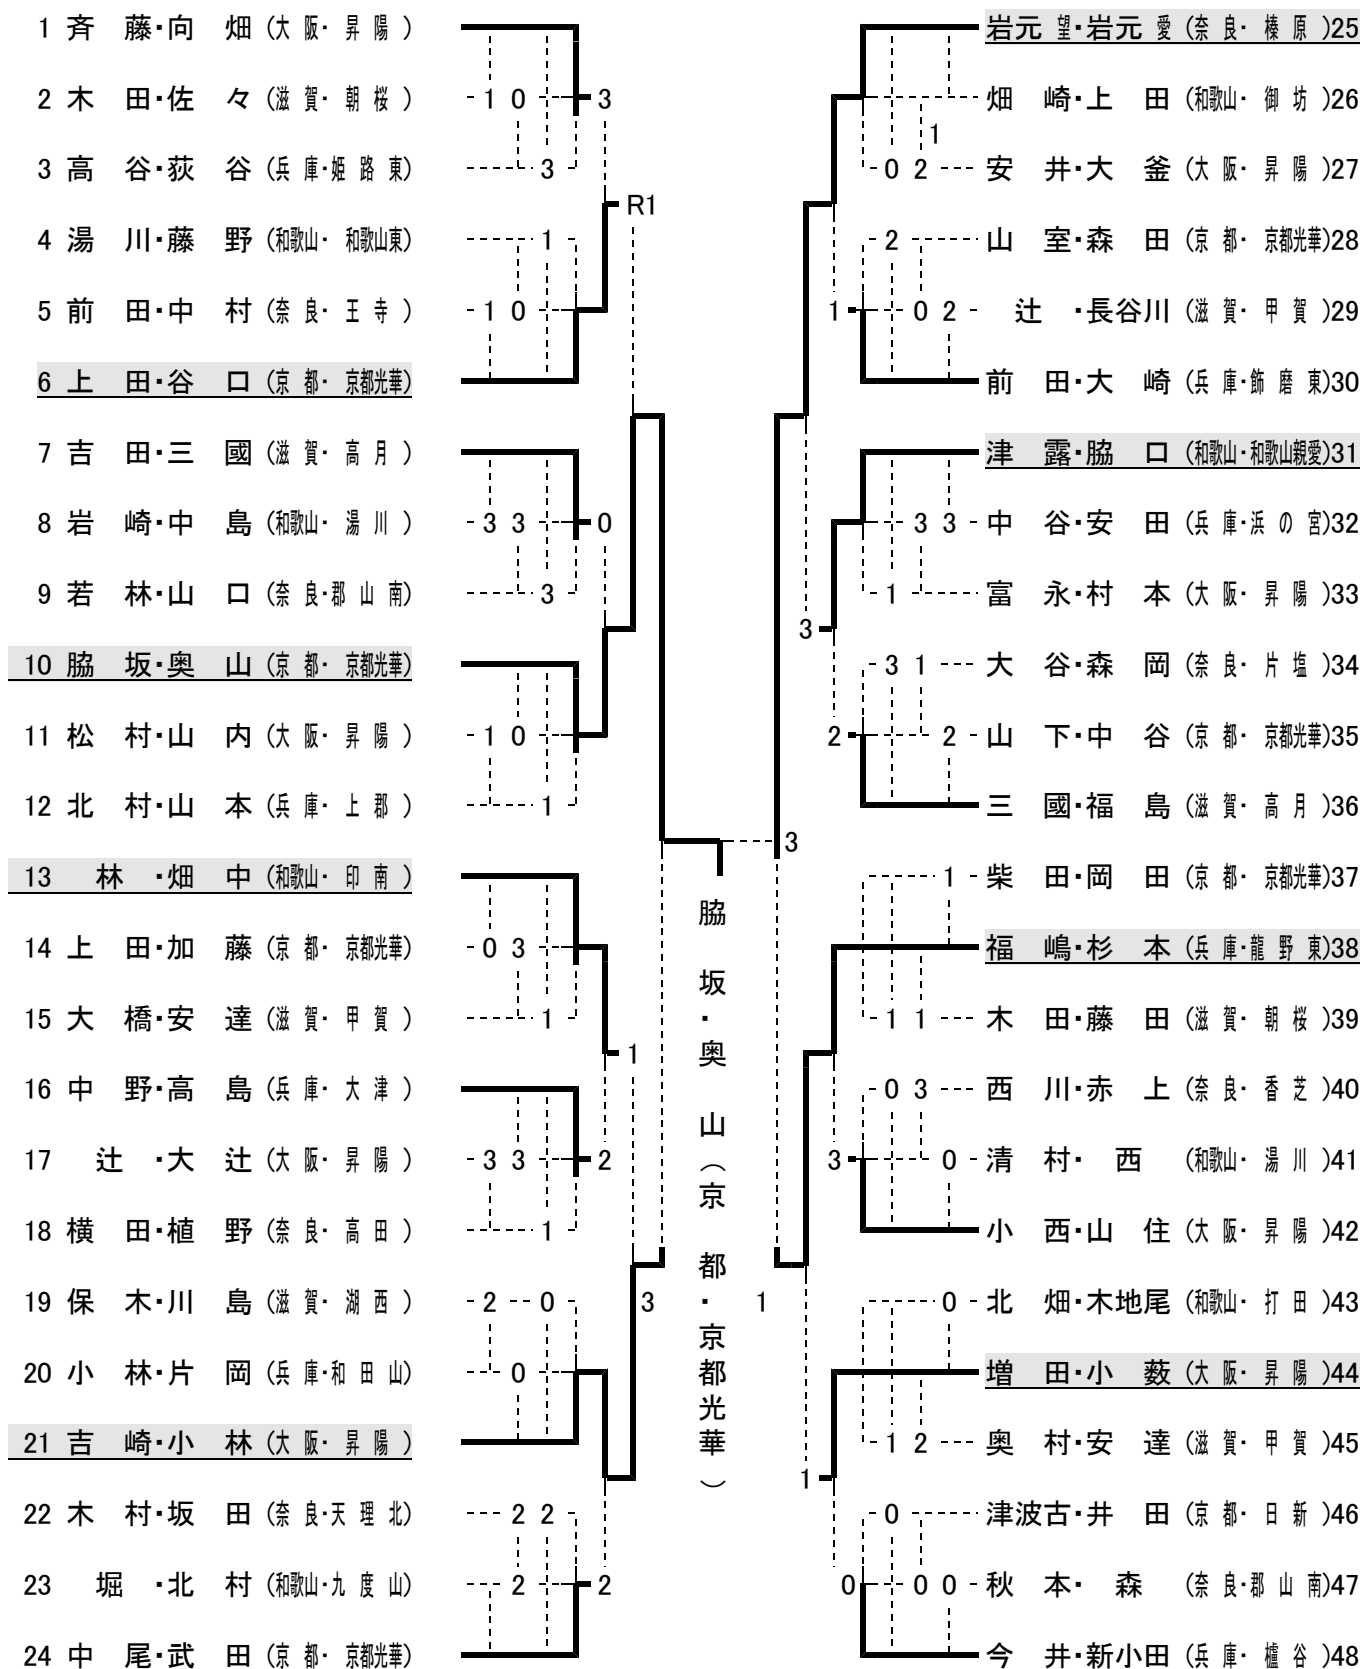 1 斉 藤・向 畑 (大 阪・ 昇 陽 )
2 木 田・佐 々 (滋 賀・ 朝 桜 ) 1 0 3
3 高 谷・荻 谷 (兵 庫・姫 路 東) 3
R1
4 湯 川・藤 野 (和歌山・ 和歌山東) 1
5 前 田・中 村 (奈 良・ 王 寺 ) 1 0
6 上 田・谷 口 (京 都・ 京都光華)
7 吉 田・三 國 (滋 賀・ 高 月 )
8 岩 崎・中 島 (和歌山・ 湯 川 ) 3 3 0
9 若 林・山 口 (奈 良・郡 山 南) 3
10 脇 坂・奥 山 (京 都・ 京都光華)
11 松 村・山 内 (大 阪・ 昇 陽 ) 1 0
12 北 村・山 本 (兵 庫・ 上 郡 ) 1
13 林 ・畑 中 (和歌山・ 印 南 )
14 上 田・加 藤 (京 都・ 京都光華) 0 3
15 大 橋・安 達 (滋 賀・ 甲 賀 ) 1
1
16 中 野・高 島 (兵 庫・ 大 津 )
17 辻 ・大 辻 (大 阪・ 昇 陽 ) 3 3 2
18 横 田・植 野 (奈 良・ 高 田 ) 1
19 保 木・川 島 (滋 賀・ 湖 西 ) 2 0 3
20 小 林・片 岡 (兵 庫・和 田 山) 0
21 吉 崎・小 林 (大 阪・ 昇 陽 )
22 木 村・坂 田 (奈 良・天 理 北) 2 2
23 堀 ・北 村 (和歌山・九 度 山) 2 2
24 中 尾・武 田 (京 都・ 京都光華)
3
脇 坂・奥 山(京 都・京都光華)
岩元 望・岩元 愛 (奈 良・ 榛 原 )25
畑 崎・上 田 (和歌山・ 御 坊 )26
1
0 2 安 井・大 釜 (大 阪・ 昇 陽 )27
2 山 室・森 田 (京 都・ 京都光華)28
1 0 2 辻 ・長谷川 (滋 賀・ 甲 賀 )29
前 田・大 崎 (兵 庫・飾 磨 東)30
津 露・脇 口 (和歌山・和歌山親愛)31
3 3 中 谷・安 田 (兵 庫・浜 の 宮)32
1 富 永・村 本 (大 阪・ 昇 陽 )33
3
3 1 大 谷・森 岡 (奈 良・ 片 塩 )34
2 2 山 下・中 谷 (京 都・ 京都光華)35
三 國・福 島 (滋 賀・ 高 月 )36
1 柴 田・岡 田 (京 都・ 京都光華)37
福 嶋・杉 本 (兵 庫・龍 野 東)38
1 1 木 田・藤 田 (滋 賀・ 朝 桜 )39
0 3 西 川・赤 上 (奈 良・ 香 芝 )40
3 0 清 村・ 西 (和歌山・ 湯 川 )41
小 西・山 住 (大 阪・ 昇 陽 )42
1 0 北 畑・木地尾 (和歌山・ 打 田 )43
増 田・小 薮 (大 阪・ 昇 陽 )44
1 2 奥 村・安 達 (滋 賀・ 甲 賀 )45
1
0 津波古・井 田 (京 都・ 日 新 )46
0 0 0 秋 本・ 森 (奈 良・郡 山 南)47
今 井・新小田 (兵 庫・ 櫨 谷 )48